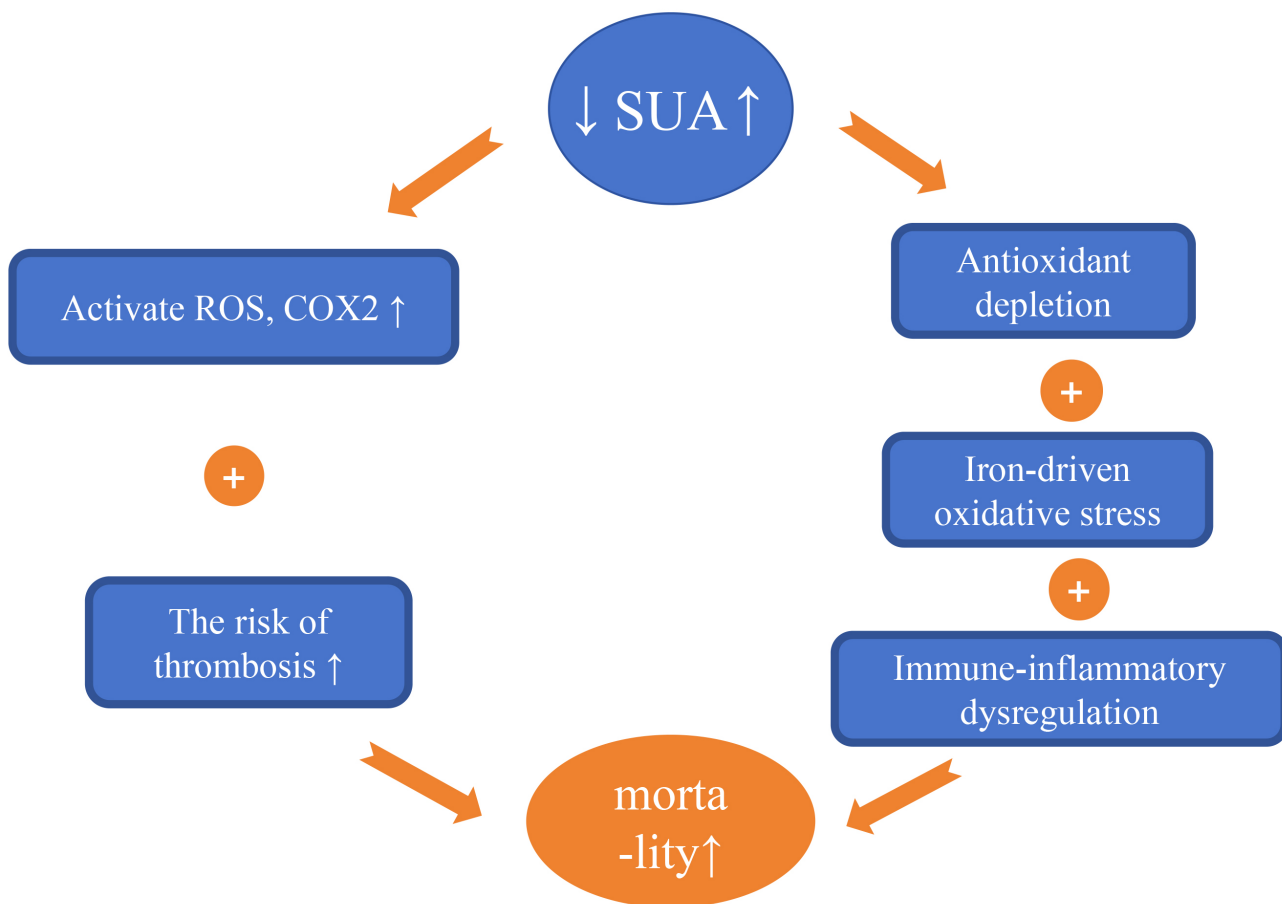 ↓ SUA ↑
Activate ROS, COX2 ↑
+
The risk of
thrombosis ↑
Antioxidant
depletion
+
Iron-driven
oxidative stress
+
Immune-inflammatory
dysregulation
morta
-lity↑